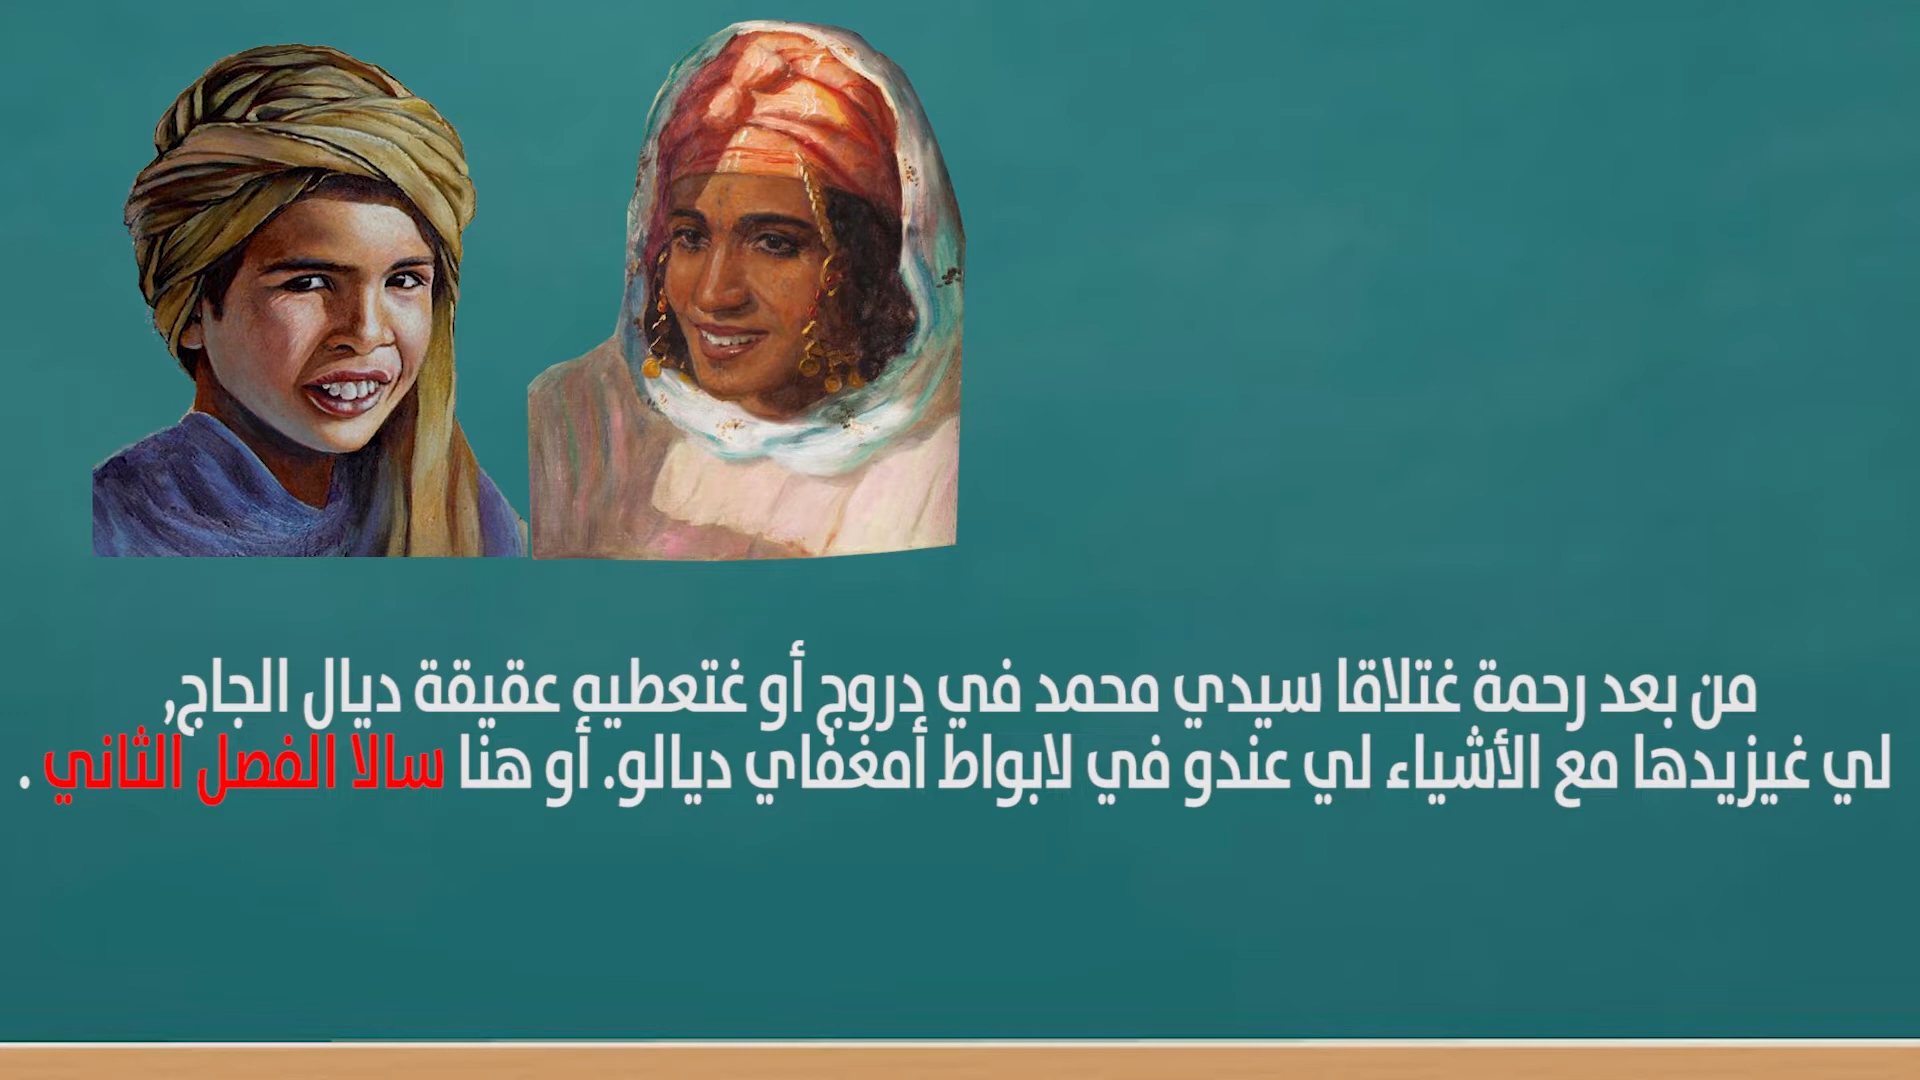 من بعد رحمة غتلاقا سيدي محمد في دروج أو غتعطيه عقيقة ديال الجاج,
لي غيزيدها مع الأشياء لي عندو في لابواط أمغفاي ديالو. أو هنا سالا الفصل الثاني .